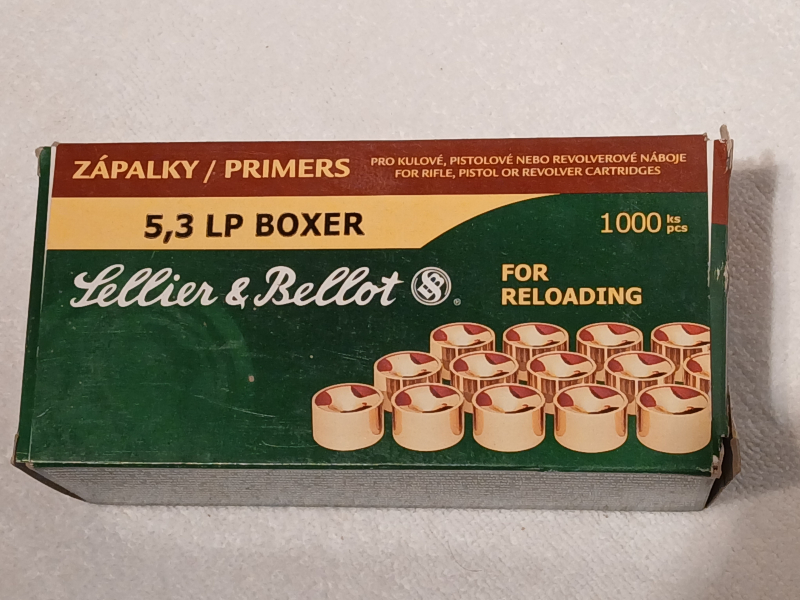 ZÁPALKY / PRIMERS
PRO KULOVÉ, PISTOLOVÉ NEBO REVOLVEROVÉ NÁBOJE
FOR RIFLE, PISTOL OR REVOLVER CARTRIDGES
5,3 LP BOXER
1000 ks
pcs
Sellier & Bellot
®
FOR
RELOADING